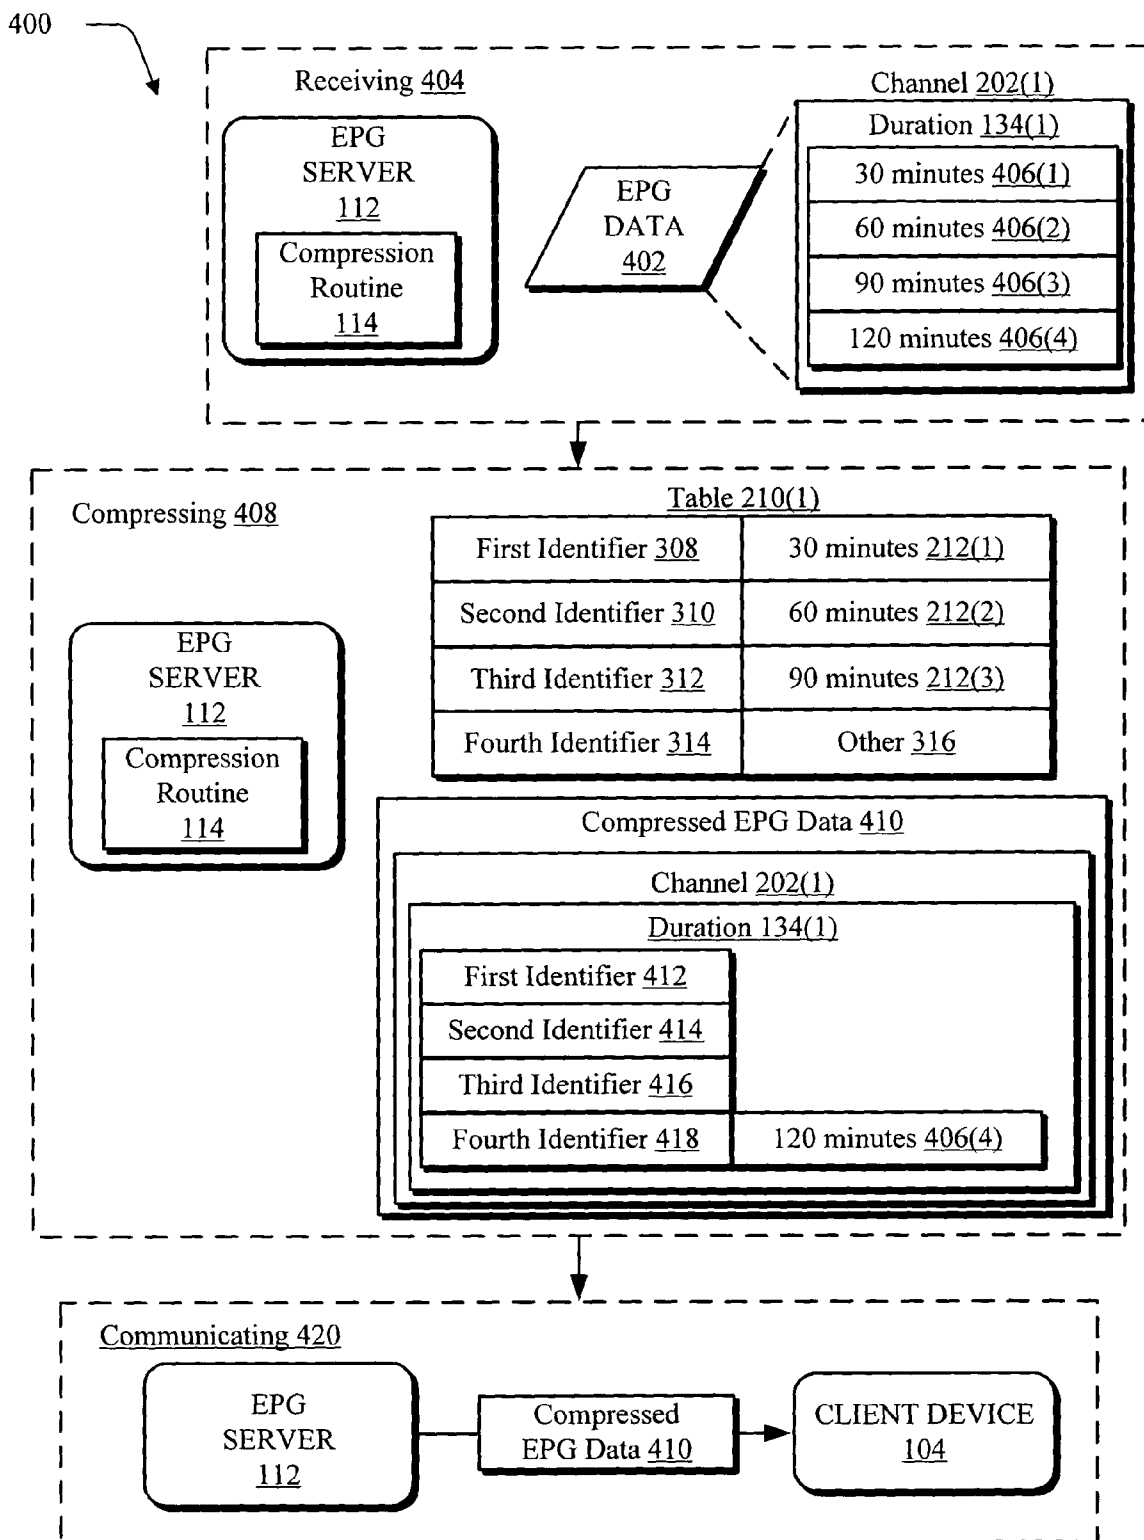 400
Receiving 404
EPG
SERVER
112
Compression
Routine
114
EPG
DATA
402
Channel 202(1)
Duration 134(1)
30 minutes 406(1)
60 minutes 406(2)
90 minutes 406(3)
120 minutes 406(4)
Compressing 408
EPG
SERVER
112
Compression
Routine
114
Table 210(1)
First Identifier 308
30 minutes 212(1)
Second Identifier 310
60 minutes 212(2)
Third Identifier 312
90 minutes 212(3)
Fourth Identifier 314
Other 316
Compressed EPG Data 410
Channel 202(1)
Duration 134(1)
First Identifier 412
Second Identifier 414
Third Identifier 416
Fourth Identifier 418
120 minutes 406(4)
Communicating 420
EPG
SERVER
112
Compressed
EPG Data 410
CLIENT DEVICE
104